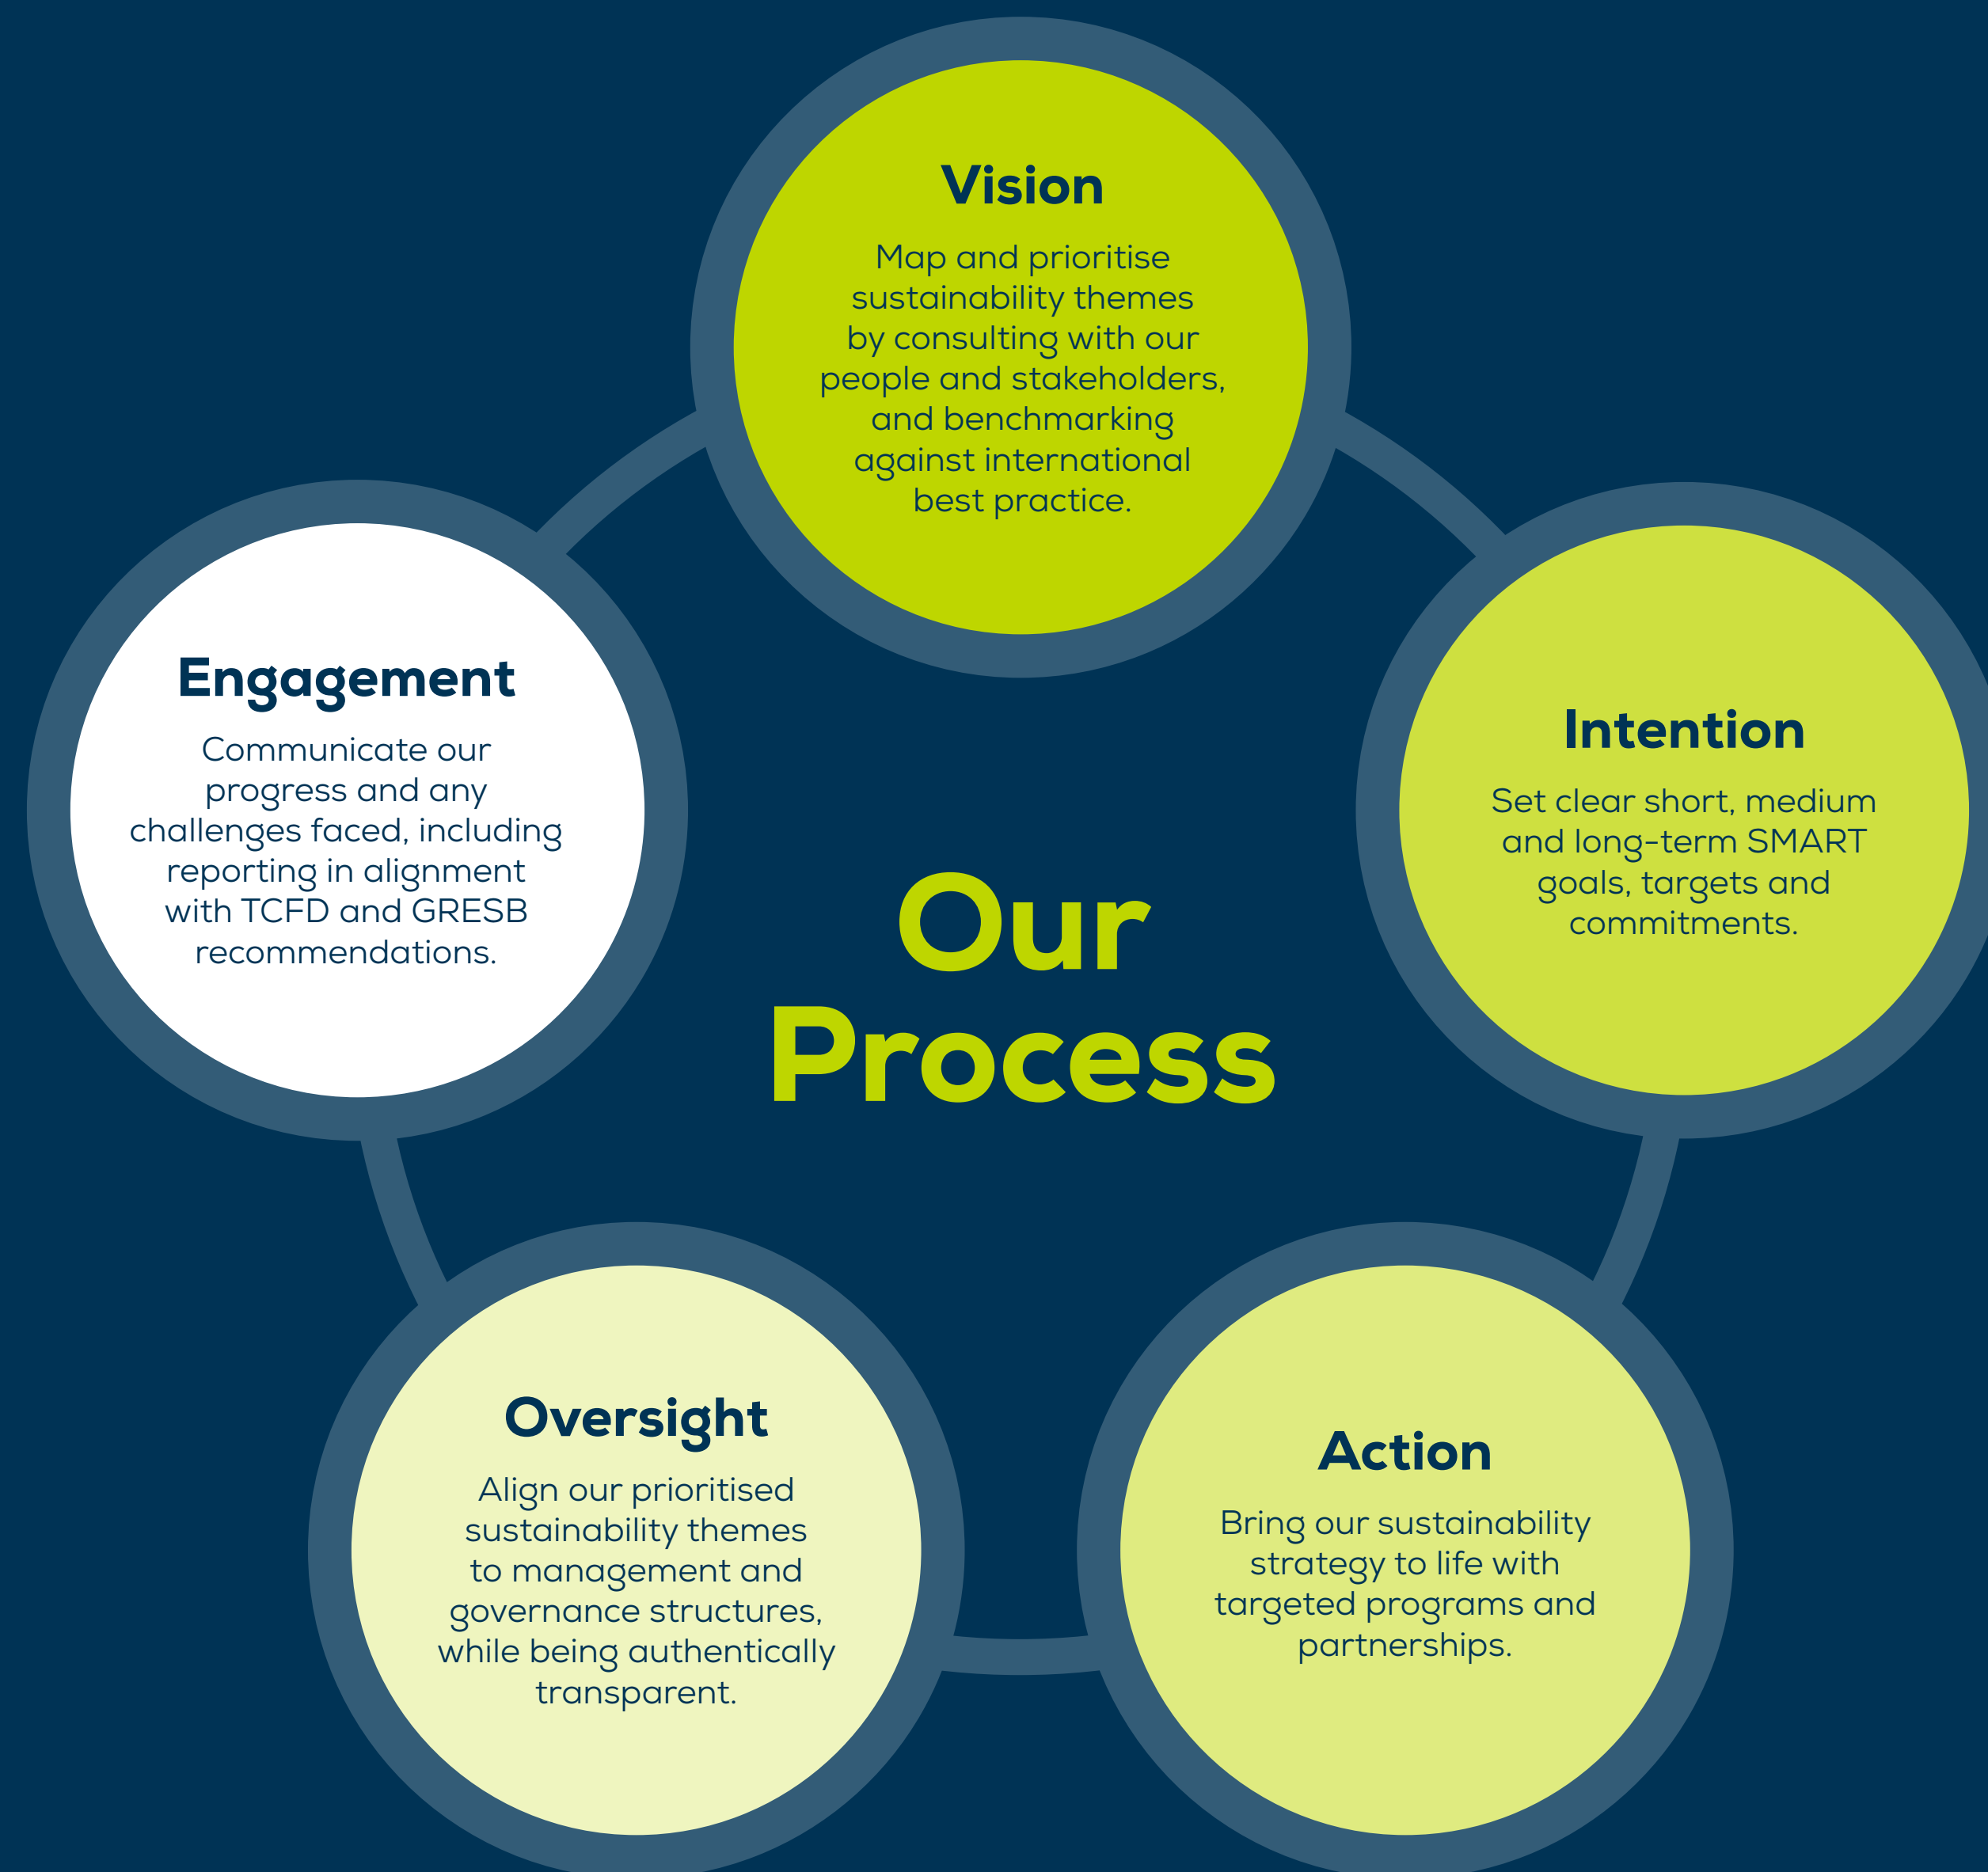 Vision
Map and prioritise
sustainability themes
by consulting with our
people and stakeholders,
and benchmarking
against international
best practice.
Intention
Set clear short, medium
and long-term SMART
goals, targets and
commitments.
Action
Bring our sustainability
strategy to life with
targeted programs and
partnerships.
Oversight
Align our prioritised
sustainability themes
to management and
governance structures,
while being authentically
transparent.
Engagement
Communicate our
progress and any
challenges faced, including
reporting in alignment
with TCFD and GRESB
recommendations.
Our
Process